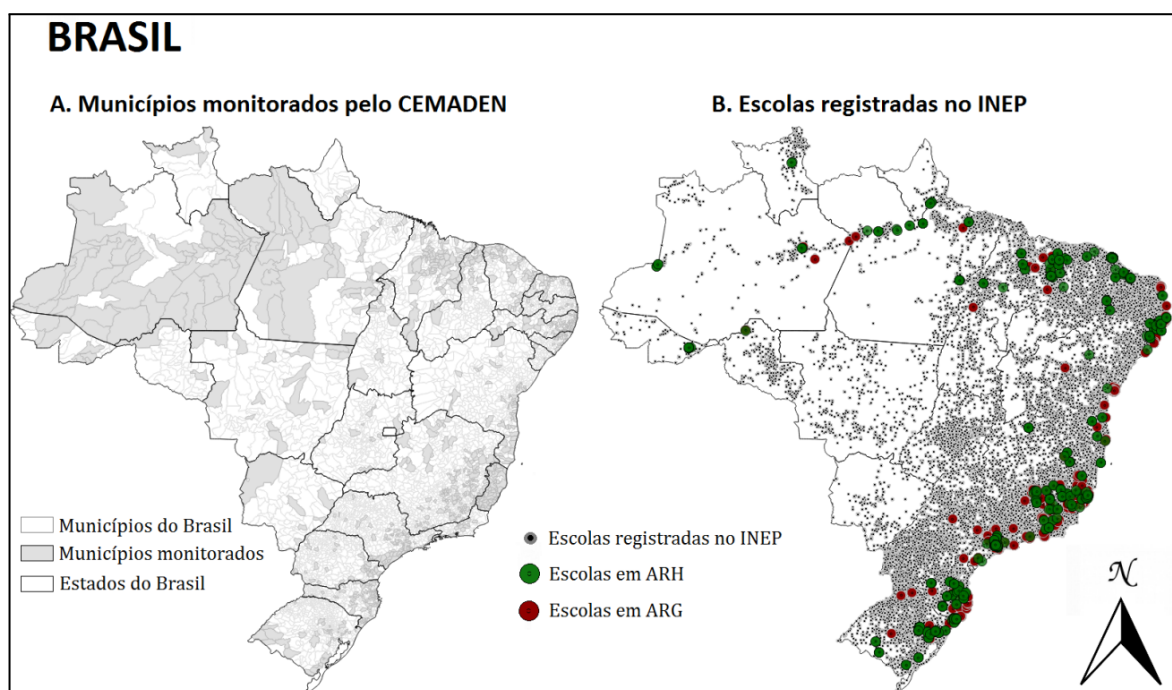 BRASIL
A. Municípios monitorados pelo CEMADEN
B. Escolas registradas no INEP
Municípios do Brasil
Municípios monitorados
Estados do Brasil
Escolas registradas no INEP
Escolas em ARH
Escolas em ARG
N